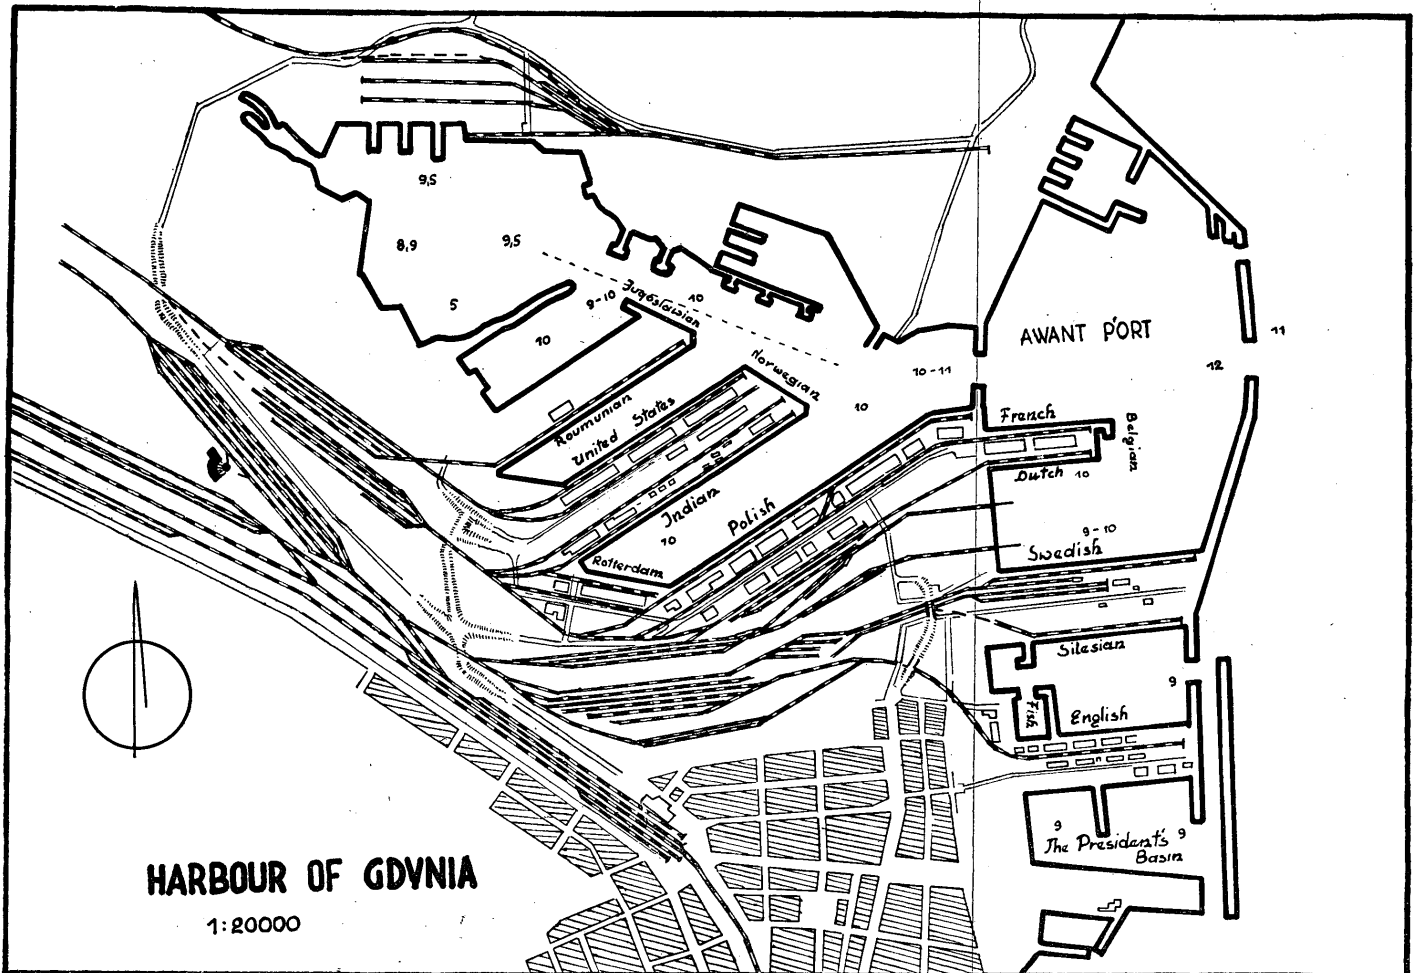 9,5
8,9
9,5
5
9-10
Jugoslavian
10
10
AWANT P'ORT
11
12
10-11
Norwegian
10
Roumunian
United States
French
Belgian
Dutch 10
Indian
10
Polish
9-10
Swedish
Rotterdam
Silesian
9
Fish
English
9
The President's 9
Basin
HARBOUR OF GDYNIA
1:20000